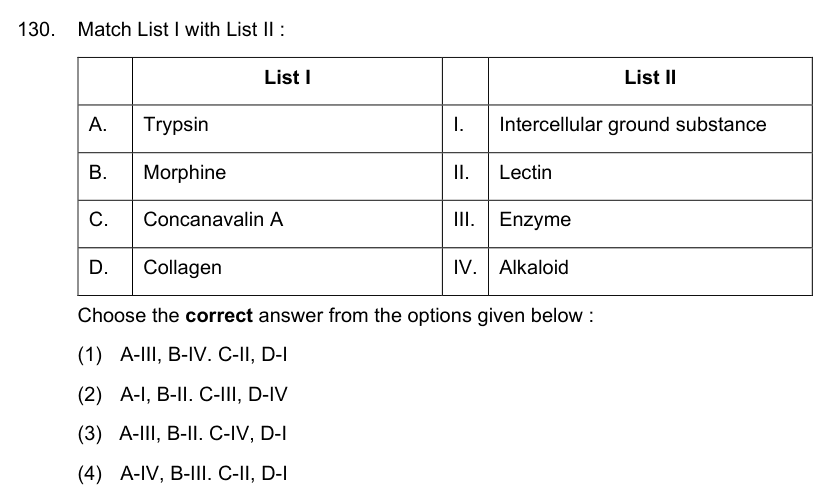 130. Match List I with List II :
List I List II
A. Trypsin I. Intercellular ground substance
B. Morphine II. Lectin
C. Concanavalin A III. Enzyme
D. Collagen IV. Alkaloid
Choose the correct answer from the options given below :
(1) A-III, B-IV. C-II, D-I
(2) A-I, B-II. C-III, D-IV
(3) A-III, B-II. C-IV, D-I
(4) A-IV, B-III. C-II, D-I